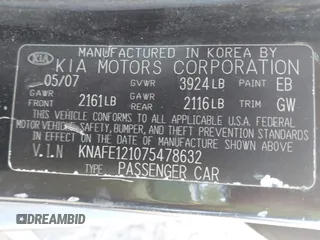 MANUFACTURED IN KOREA BY
KIA KIA MOTORS CORPORATION
05/07 GVWR 3924LB PAINT EB
GAWR FRONT 2161LB GAWR REAR 2116LB TRIM GW
THIS VEHICLE CONFORMS TO ALL APPLICABLE U.S.A. FEDERAL
MOTOR VEHICLE SAFETY, BUMPER, AND THEFT PREVENTION
STANDARDS IN EFFECT ON THE DATE OF MANUFACTURE SHOWN ABOVE.
V.I.N KNAFE121075478632
TYPE: PASSENGER CAR
DREAMBID